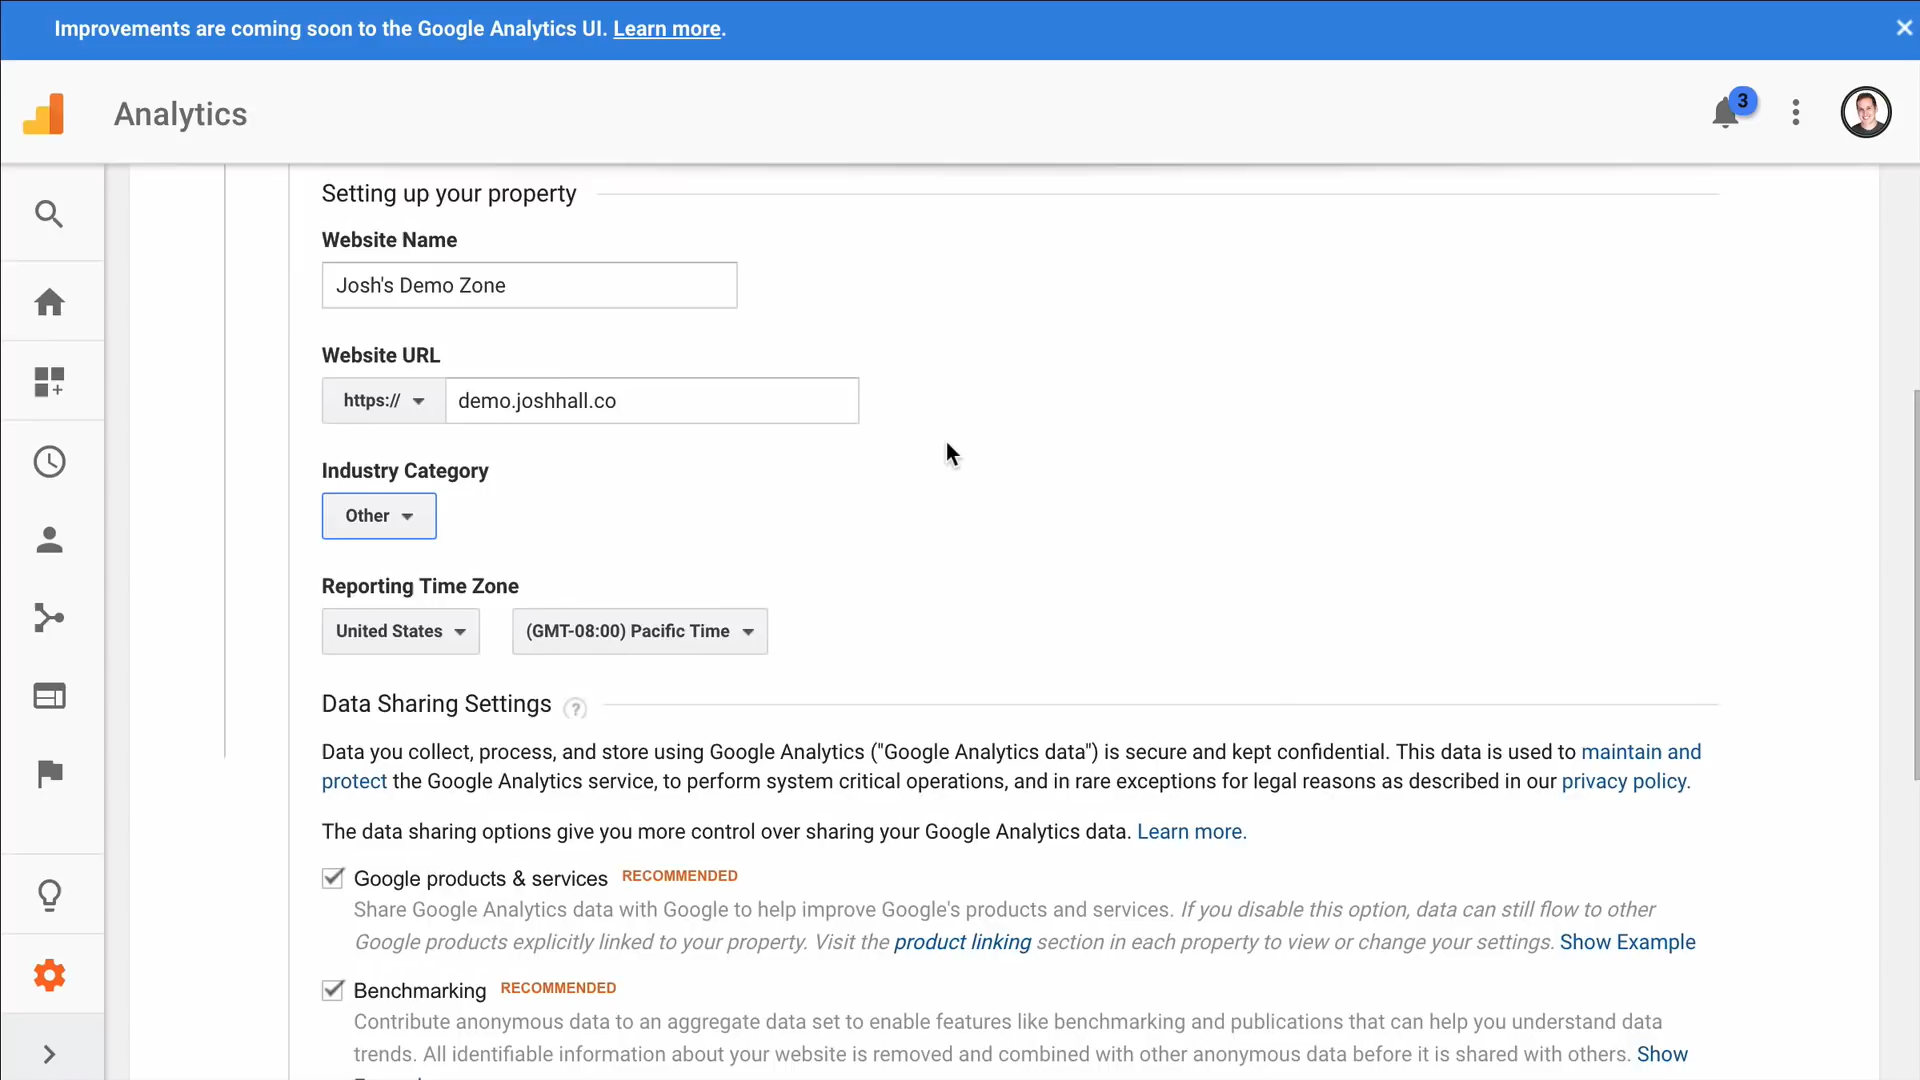 Improvements are coming soon to the Google Analytics UI. Learn more.
Analytics
3
Setting up your property
Website Name
Josh's Demo Zone
Website URL
https://
demo.joshhall.co
Industry Category
Other
Reporting Time Zone
United States
(GMT-08:00) Pacific Time
Data Sharing Settings ?
Data you collect, process, and store using Google Analytics ("Google Analytics data") is secure and kept confidential. This data is used to maintain and
protect the Google Analytics service, to perform system critical operations, and in rare exceptions for legal reasons as described in our privacy policy.
The data sharing options give you more control over sharing your Google Analytics data. Learn more.
Google products & services RECOMMENDED
Share Google Analytics data with Google to help improve Google's products and services. If you disable this option, data can still flow to other
Google products explicitly linked to your property. Visit the product linking section in each property to view or change your settings. Show Example
Benchmarking RECOMMENDED
Contribute anonymous data to an aggregate data set to enable features like benchmarking and publications that can help you understand data
trends. All identifiable information about your website is removed and combined with other anonymous data before it is shared with others. Show